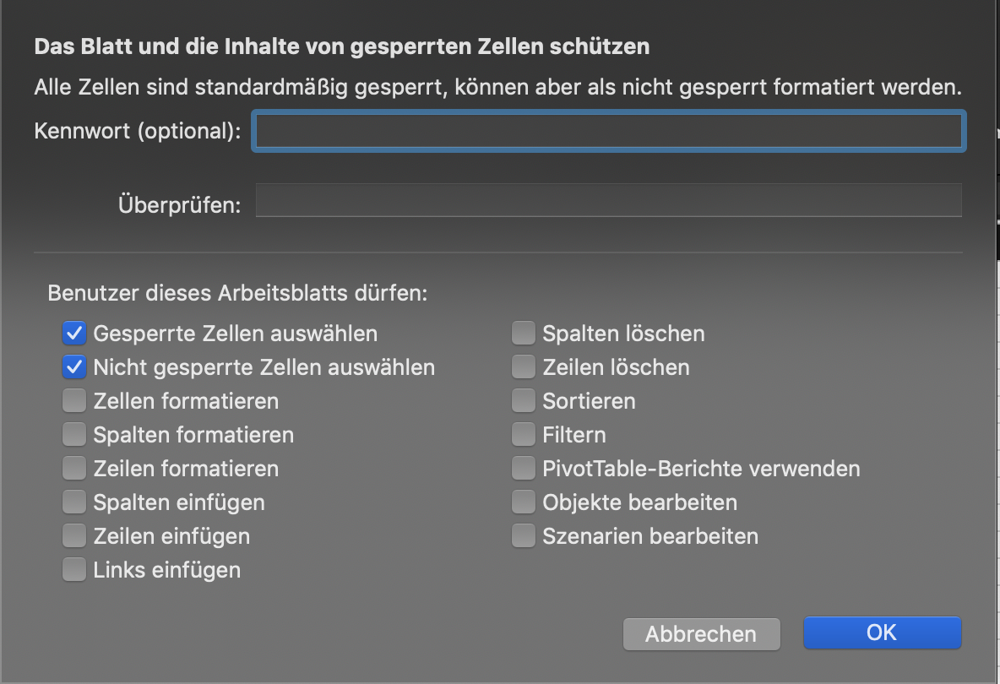 Das Blatt und die Inhalte von gesperrten Zellen schützen
Alle Zellen sind standardmäßig gesperrt, können aber als nicht gesperrt formatiert werden.
Kennwort (optional):
Überprüfen:
Benutzer dieses Arbeitsblatts dürfen:
Gesperrte Zellen auswählen
Nicht gesperrte Zellen auswählen
Zellen formatieren
Spalten formatieren
Zeilen formatieren
Spalten einfügen
Zeilen einfügen
Links einfügen
Spalten löschen
Zeilen löschen
Sortieren
Filtern
PivotTable-Berichte verwenden
Objekte bearbeiten
Szenarien bearbeiten
Abbrechen
OK